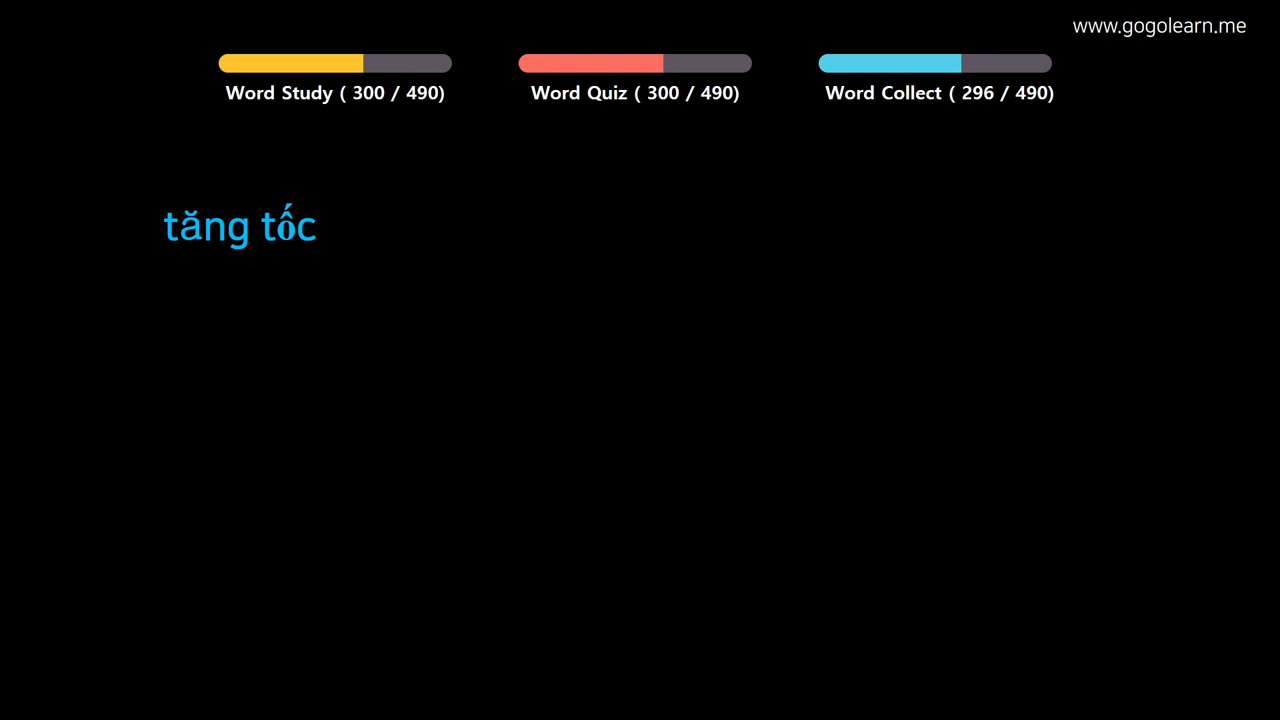 www.gogolearn.me
Word Study ( 300 / 490)
Word Quiz ( 300 / 490)
Word Collect ( 296 / 490)
tăng tốc